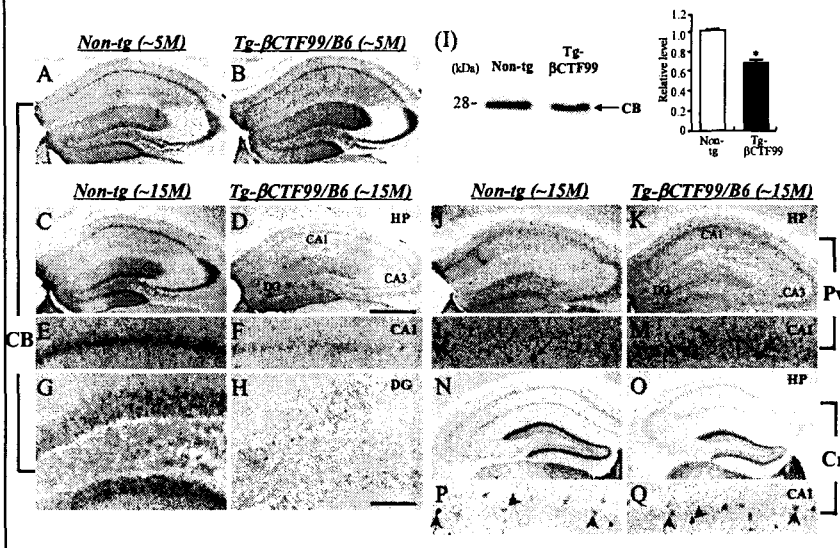 Non-tg (~5M) Tg-βCTF99/B6 (~5M)
A B
(I)
(kDa) Non-tg Tg-βCTF99
28- CB
Relative level
1.2
1.0
0.8
0.6
0.4
0.2
0
*
Non-tg Tg-βCTF99
Non-tg (~15M) Tg-βCTF99/B6 (~15M)
C D HP
CA1
DG CA3
E F CA1
G H DG
CB
Non-tg (~15M) Tg-βCTF99/B6 (~15M)
J K HP
CA1
DG CA3
M CA1
N O HP
P Q CA1